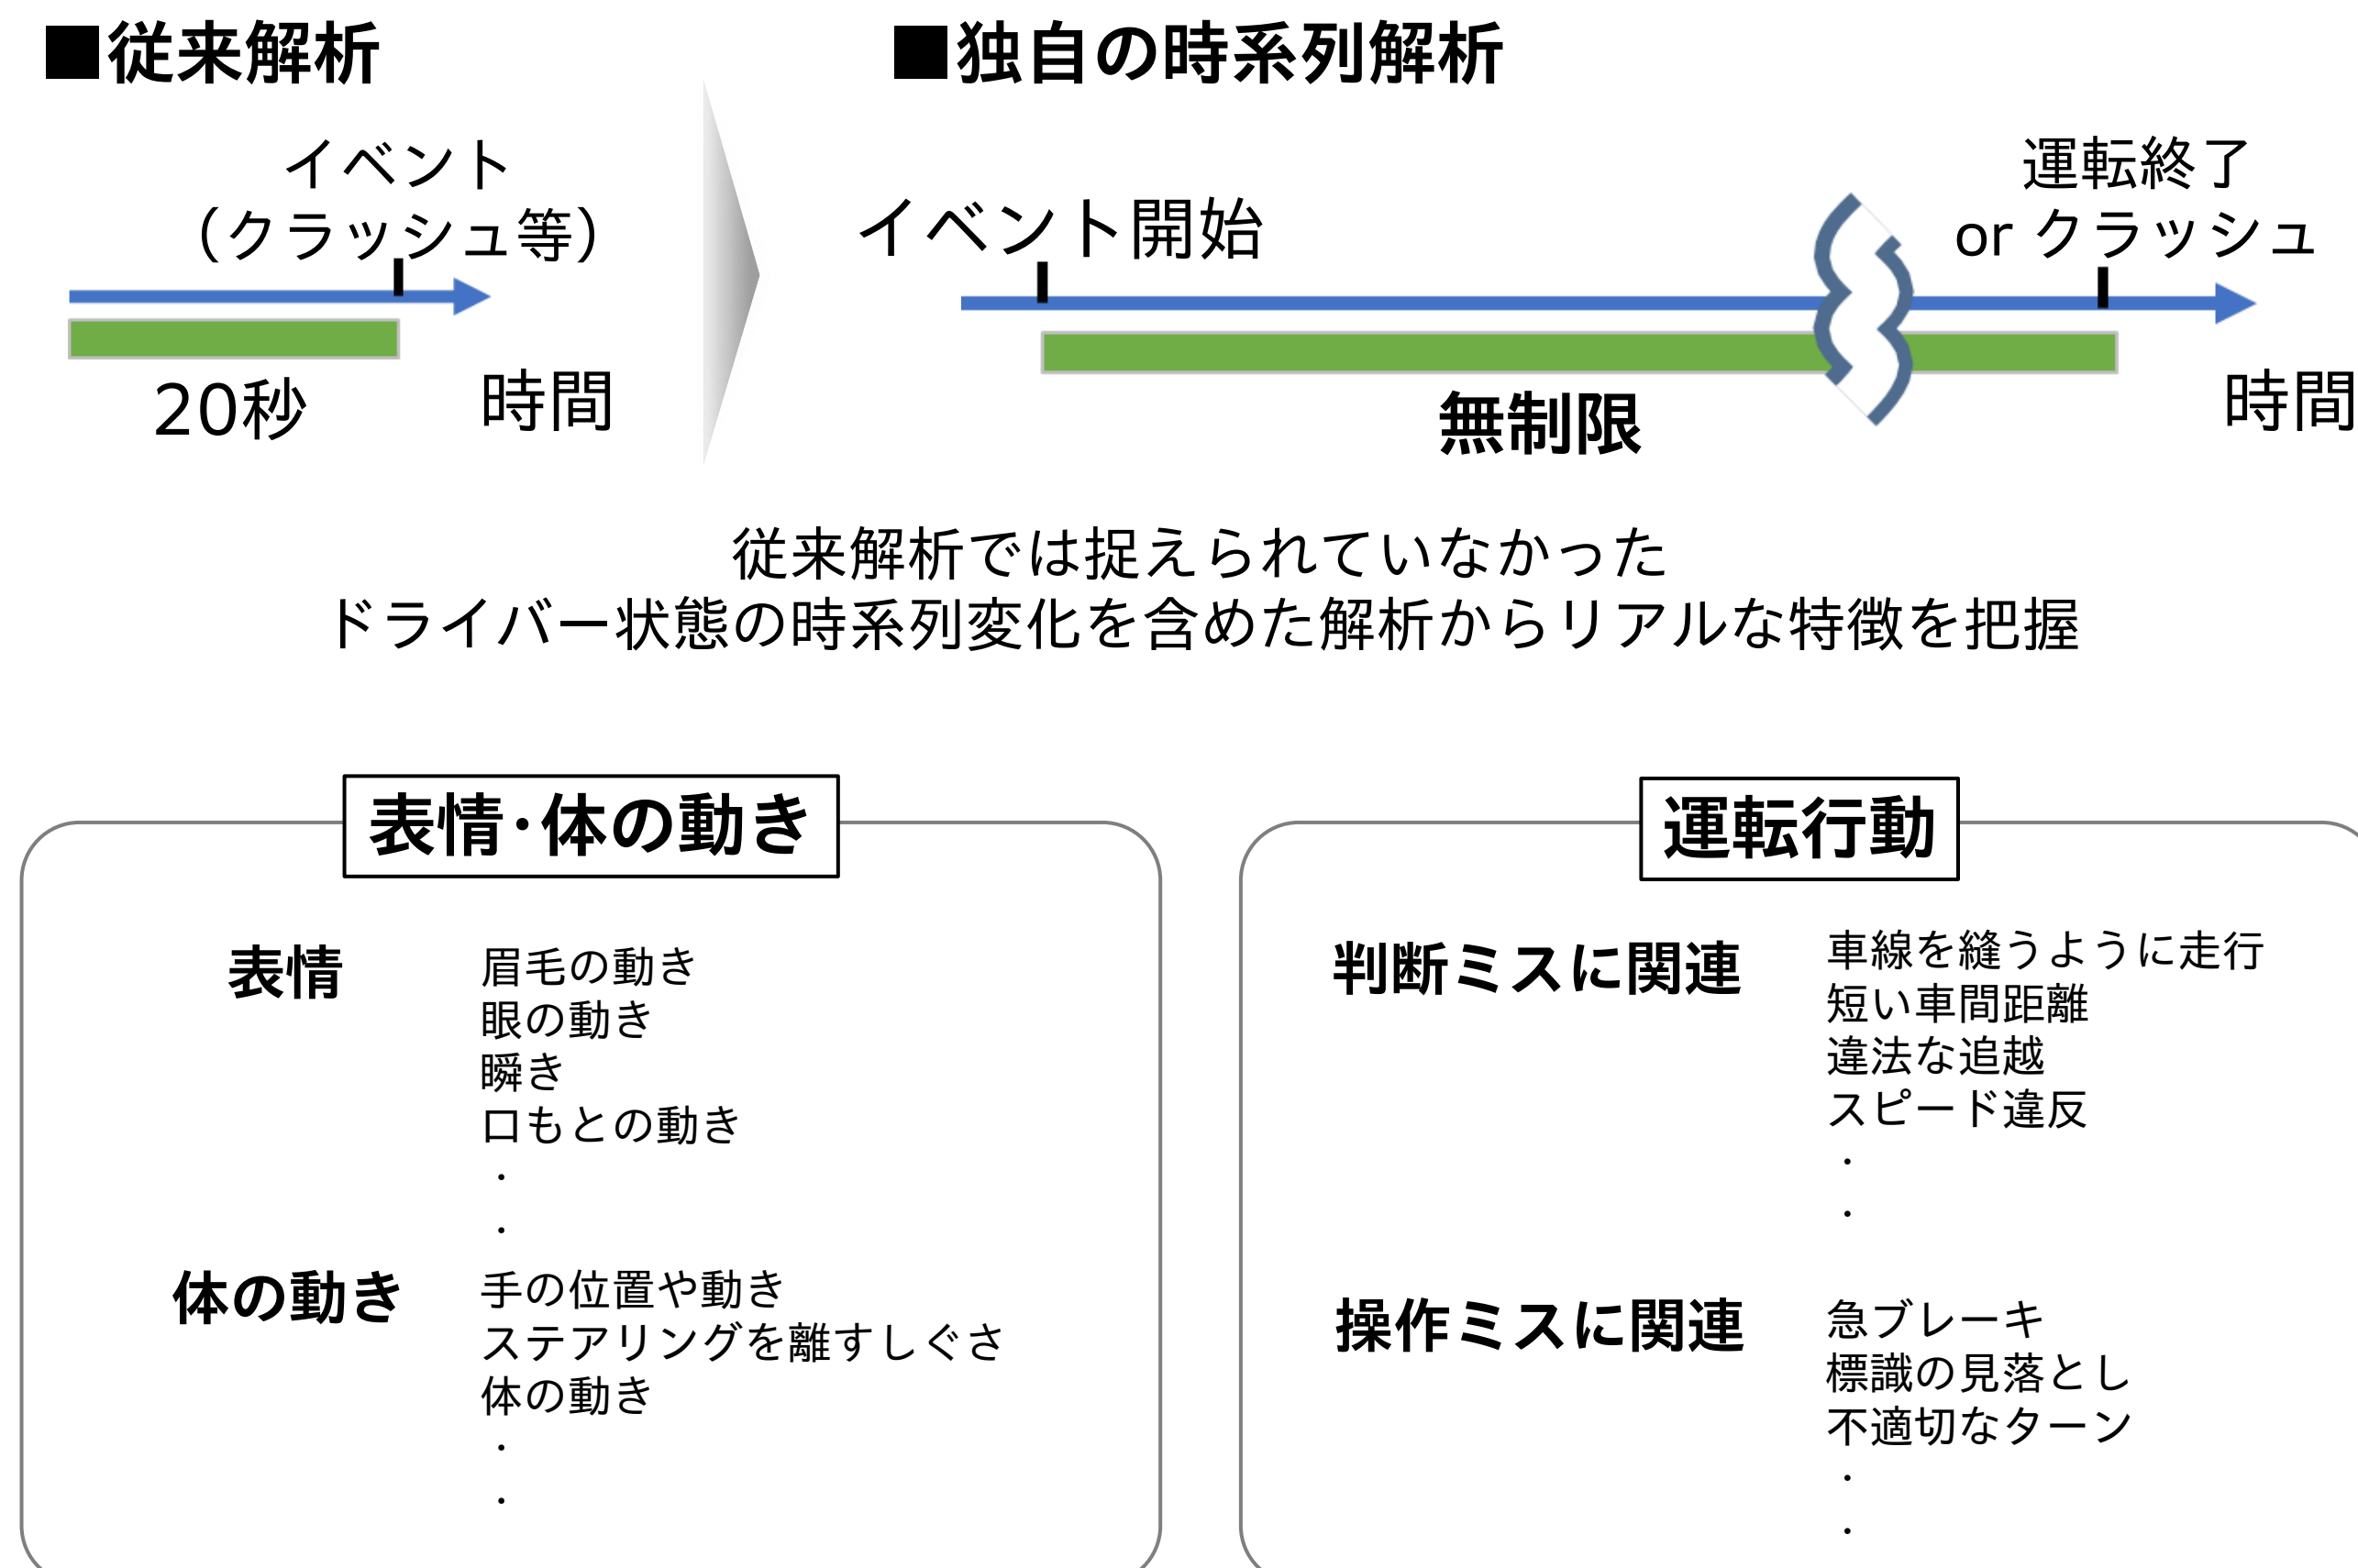 ■従来解析
イベント
（クラッシュ等）
20秒
時間
■独自の時系列解析
イベント開始
運転終了
or クラッシュ
無制限
時間
従来解析では捉えられていなかった
ドライバー状態の時系列変化を含めた解析からリアルな特徴を把握
表情・体の動き
表情
眉毛の動き
眼の動き
瞬き
口もとの動き
・
・
体の動き
手の位置や動き
ステアリングを離すしぐさ
体の動き
・
・
運転行動
判断ミスに関連
車線を縫うように走行
短い車間距離
違法な追越
スピード違反
・
・
操作ミスに関連
急ブレーキ
標識の見落とし
不適切なターン
・
・